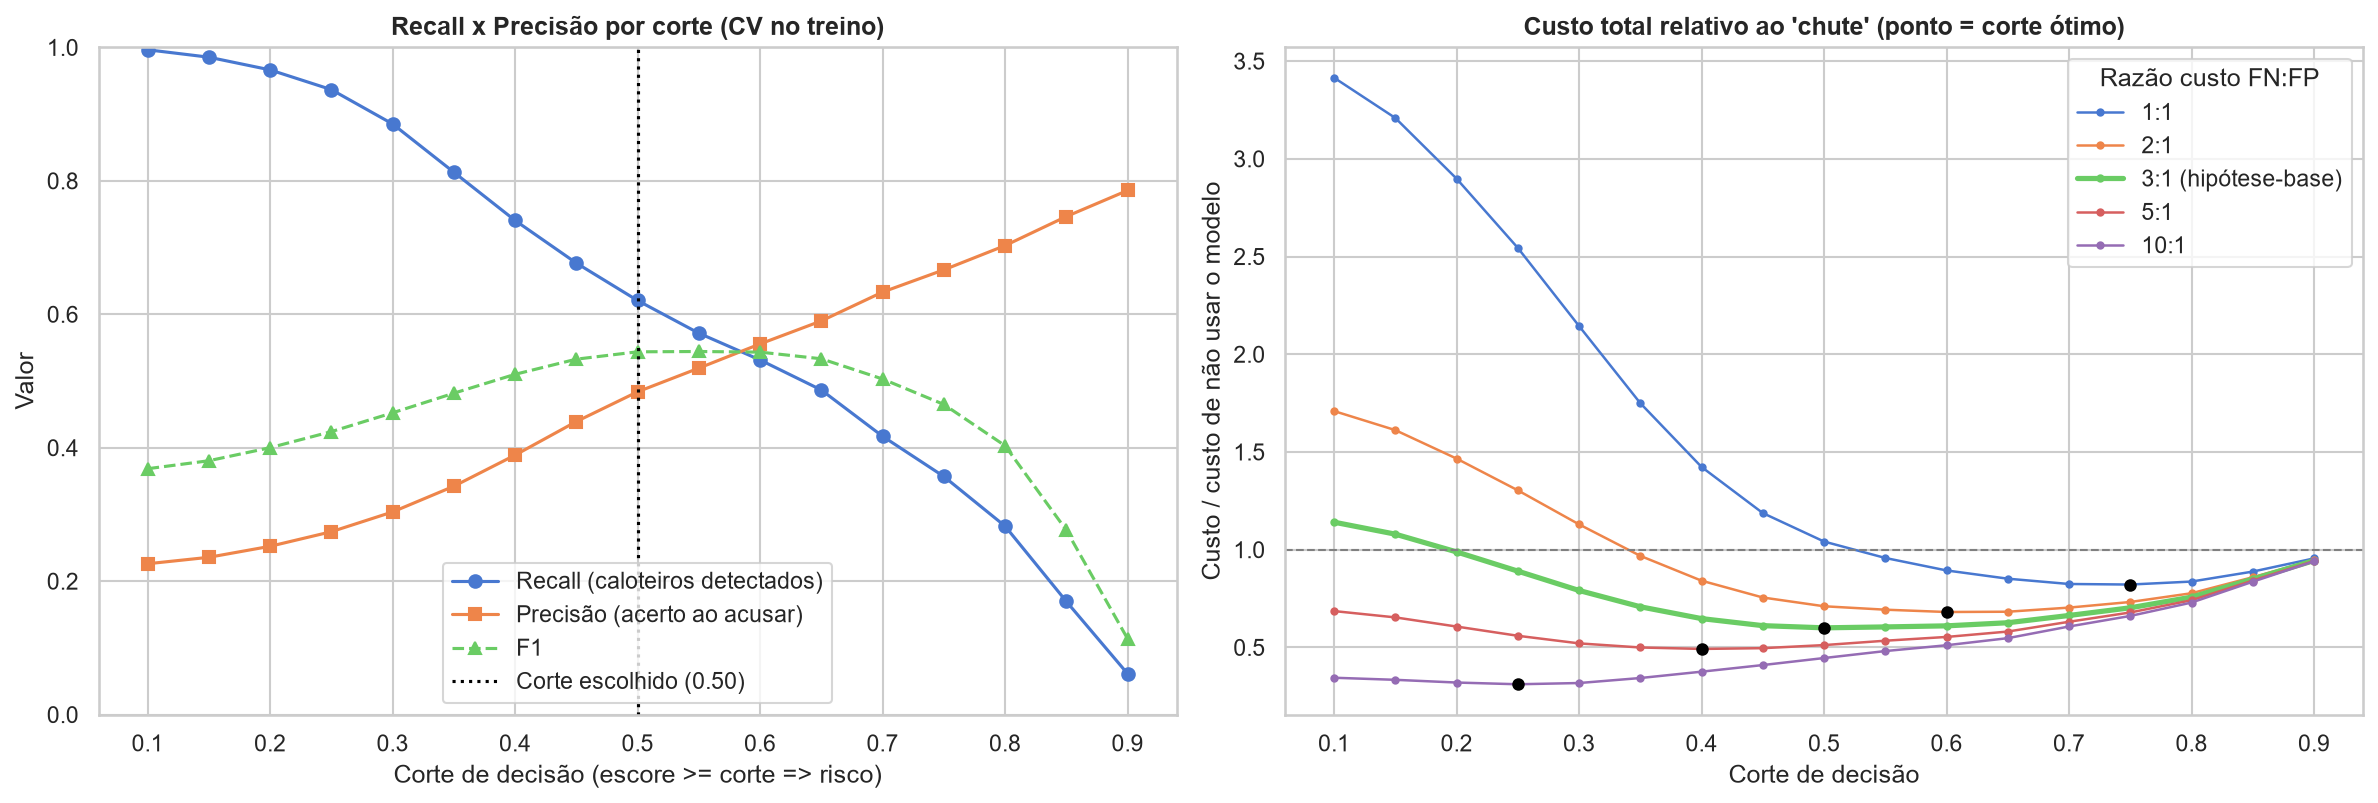 Recall x Precisão por corte (CV no treino)
Valor
1.0
0.8
0.6
0.4
0.2
0.0
Recall (caloteiros detectados)
Precisão (acerto ao acusar)
F1
Corte escolhido (0.50)
0.1 0.2 0.3 0.4 0.5 0.6 0.7 0.8 0.9
Corte de decisão (escore >= corte => risco)
Custo total relativo ao 'chute' (ponto = corte ótimo)
Custo / custo de não usar o modelo
3.5
3.0
2.5
2.0
1.5
1.0
0.5
Razão custo FN:FP
1:1
2:1
3:1 (hipótese-base)
5:1
10:1
0.1 0.2 0.3 0.4 0.5 0.6 0.7 0.8 0.9
Corte de decisão